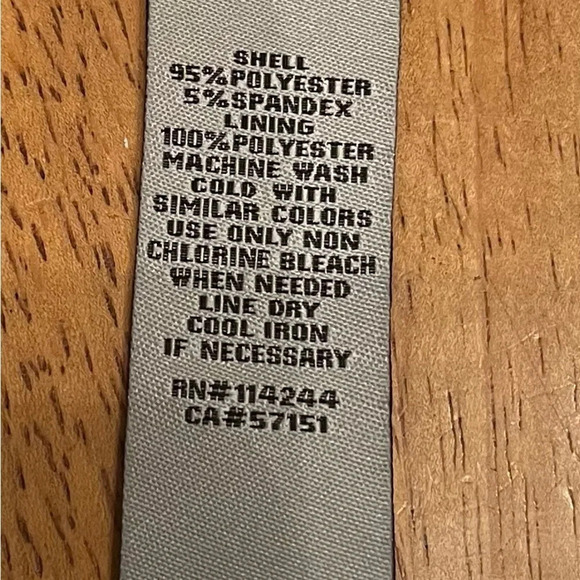 SHELL
95%POLYESTER
5%SPANDEX
LINING
100%POLYESTER
MACHINE WASH
COLD WITH
SIMILAR COLORS
USE ONLY NON
CHLORINE BLEACH
WHEN NEEDED
LINE DRY
COOL IRON
IF NECESSARY
RN#114244
CA#57151